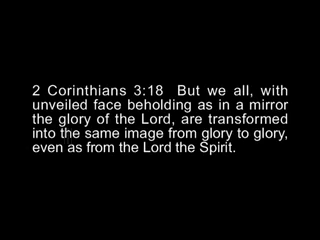 2 Corinthians 3:18 But we all, with
unveiled face beholding as in a mirror
the glory of the Lord, are transformed
into the same image from glory to glory,
even as from the Lord the Spirit.